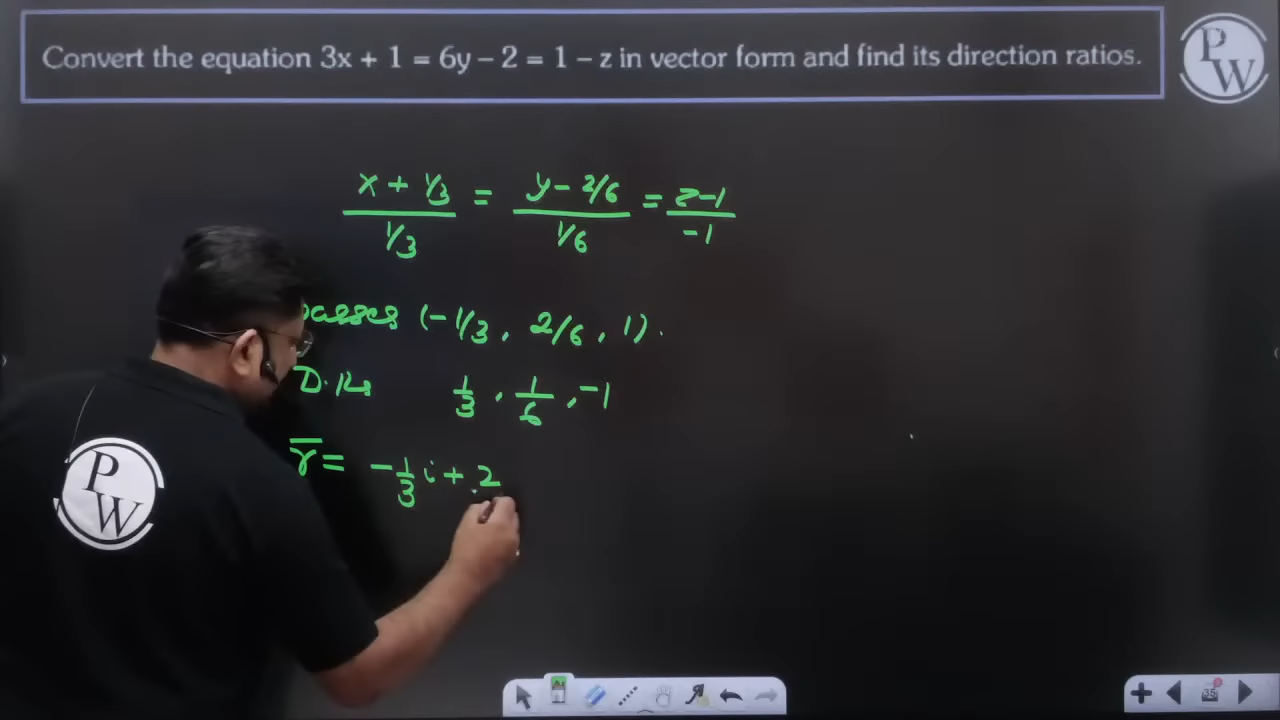 Convert the equation 3x + 1 = 6y – 2 = 1 – z in vector form and find its direction ratios.
P
W
x + 1/3 = y - 2/6 = z-1
1/3 1/6 -1
passes (-1/3, 2/6, 1).
D.Rs 1/3, 1/6, -1
r̅ = -1/3 i + 2
P
W
35